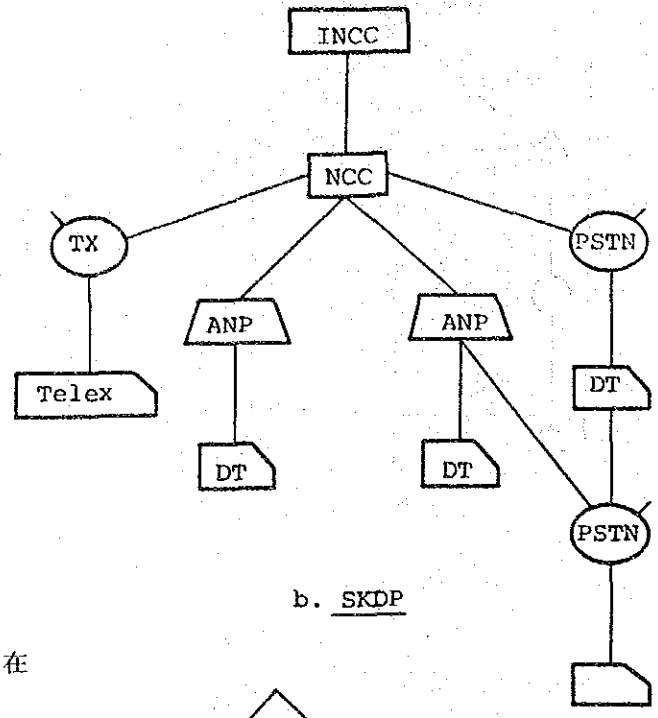 INCC
NCC
TX
PSTN
ANP
ANP
Telex
DT
DT
DT
PSTN
b. SKDP
在